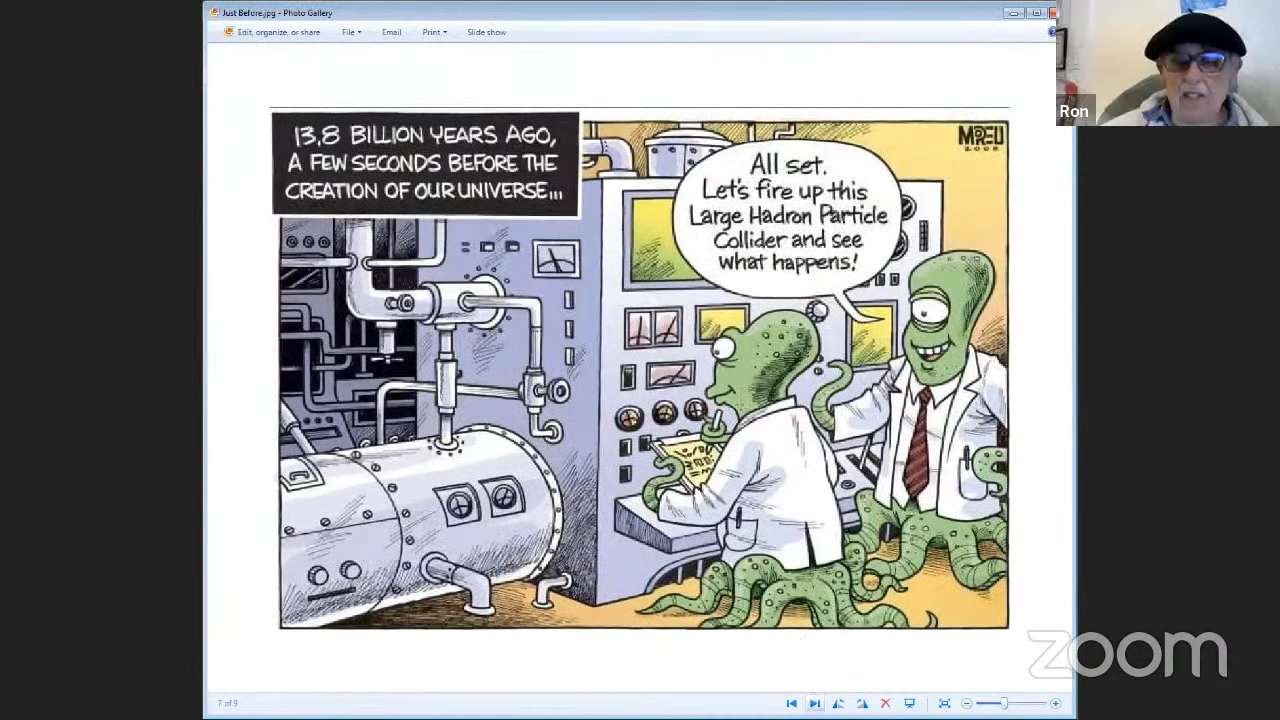 Just Before.jpg - Photo Gallery
Edit, organize, or share File Email Print Slide show
Ron
13,8 BILLION YEARS AGO,
A FEW SECONDS BEFORE THE
CREATION OF OUR UNIVERSE...
All set.
Let's fire up this
Large Hadron Particle
Collider and see
what happens!
7 of 9
zoom